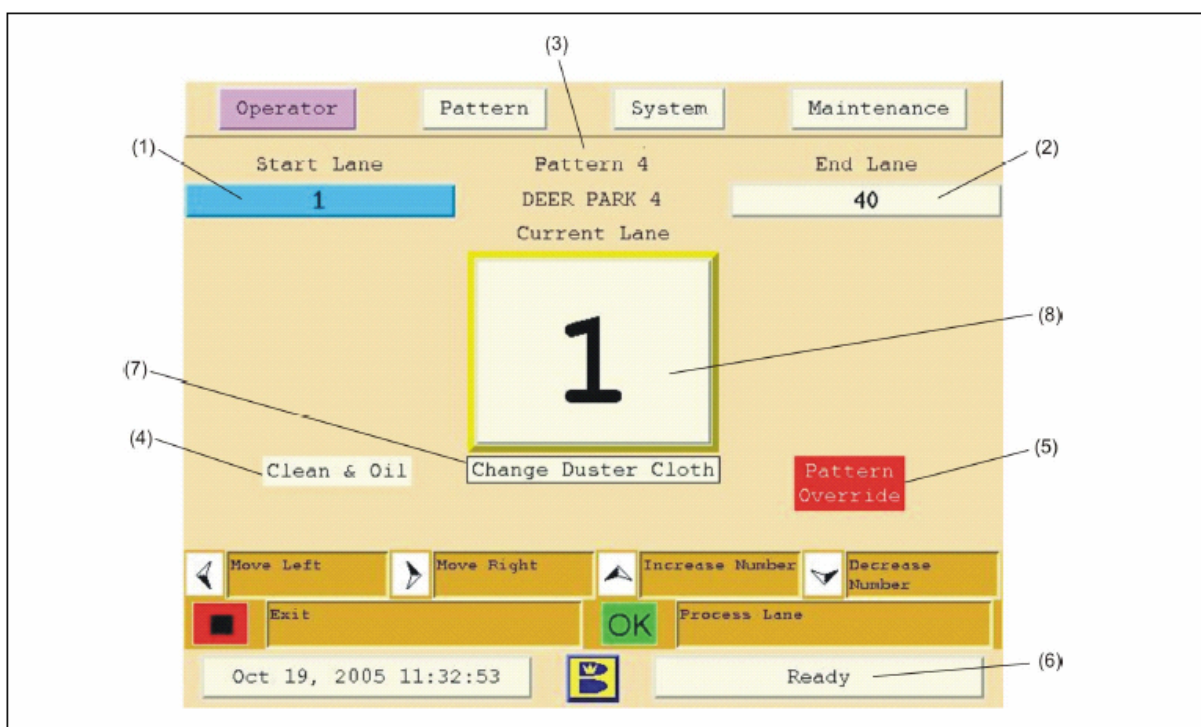 (3)
Operator Pattern System Maintenance
(1)
(2)
Start Lane Pattern 4 End Lane
1 DEER PARK 4 40
Current Lane
1
(8)
(7)
(4)
(5)
Clean & Oil Change Duster Cloth Pattern
Override
Move Left Move Right Increase Number Decrease
Number
Exit OK Process Lane
(6)
Oct 19, 2005 11:32:53 B Ready